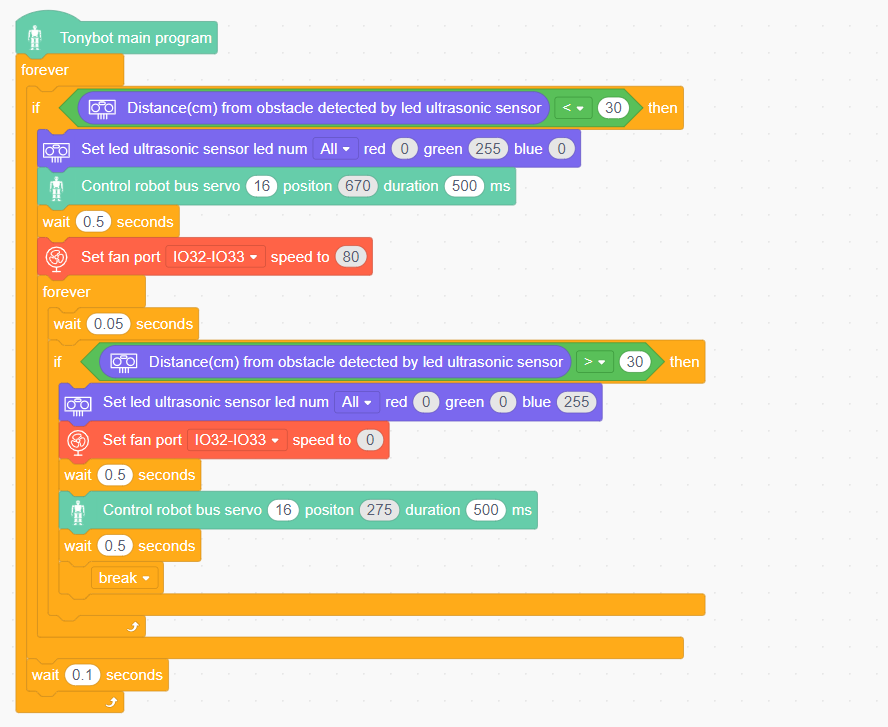 Tonybot main program
forever
if Distance(cm) from obstacle detected by led ultrasonic sensor < 30 then
Set led ultrasonic sensor led num All red 0 green 255 blue 0
Control robot bus servo 16 positon 670 duration 500 ms
wait 0.5 seconds
Set fan port IO32-IO33 speed to 80
forever
wait 0.05 seconds
if Distance(cm) from obstacle detected by led ultrasonic sensor > 30 then
Set led ultrasonic sensor led num All red 0 green 0 blue 255
Set fan port IO32-IO33 speed to 0
wait 0.5 seconds
Control robot bus servo 16 positon 275 duration 500 ms
wait 0.5 seconds
break
wait 0.1 seconds